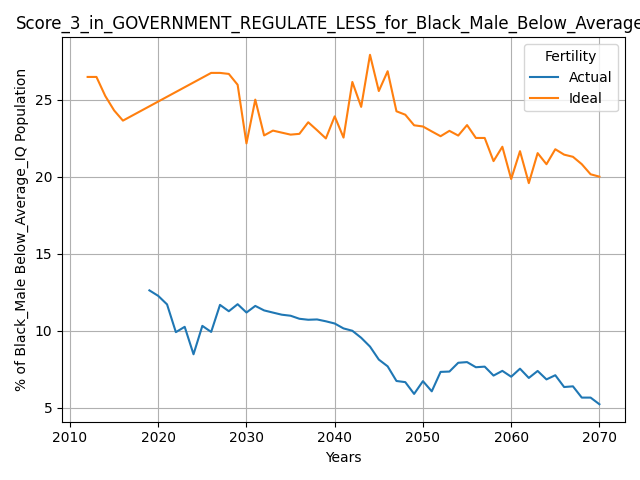 Score_3_in_GOVERNMENT_REGULATE_LESS_for_Black_Male_Below_Average
Fertility
Actual
Ideal
% of Black_Male Below_Average_IQ Population
25
20
15
10
5
2010 2020 2030 2040 2050 2060 2070
Years